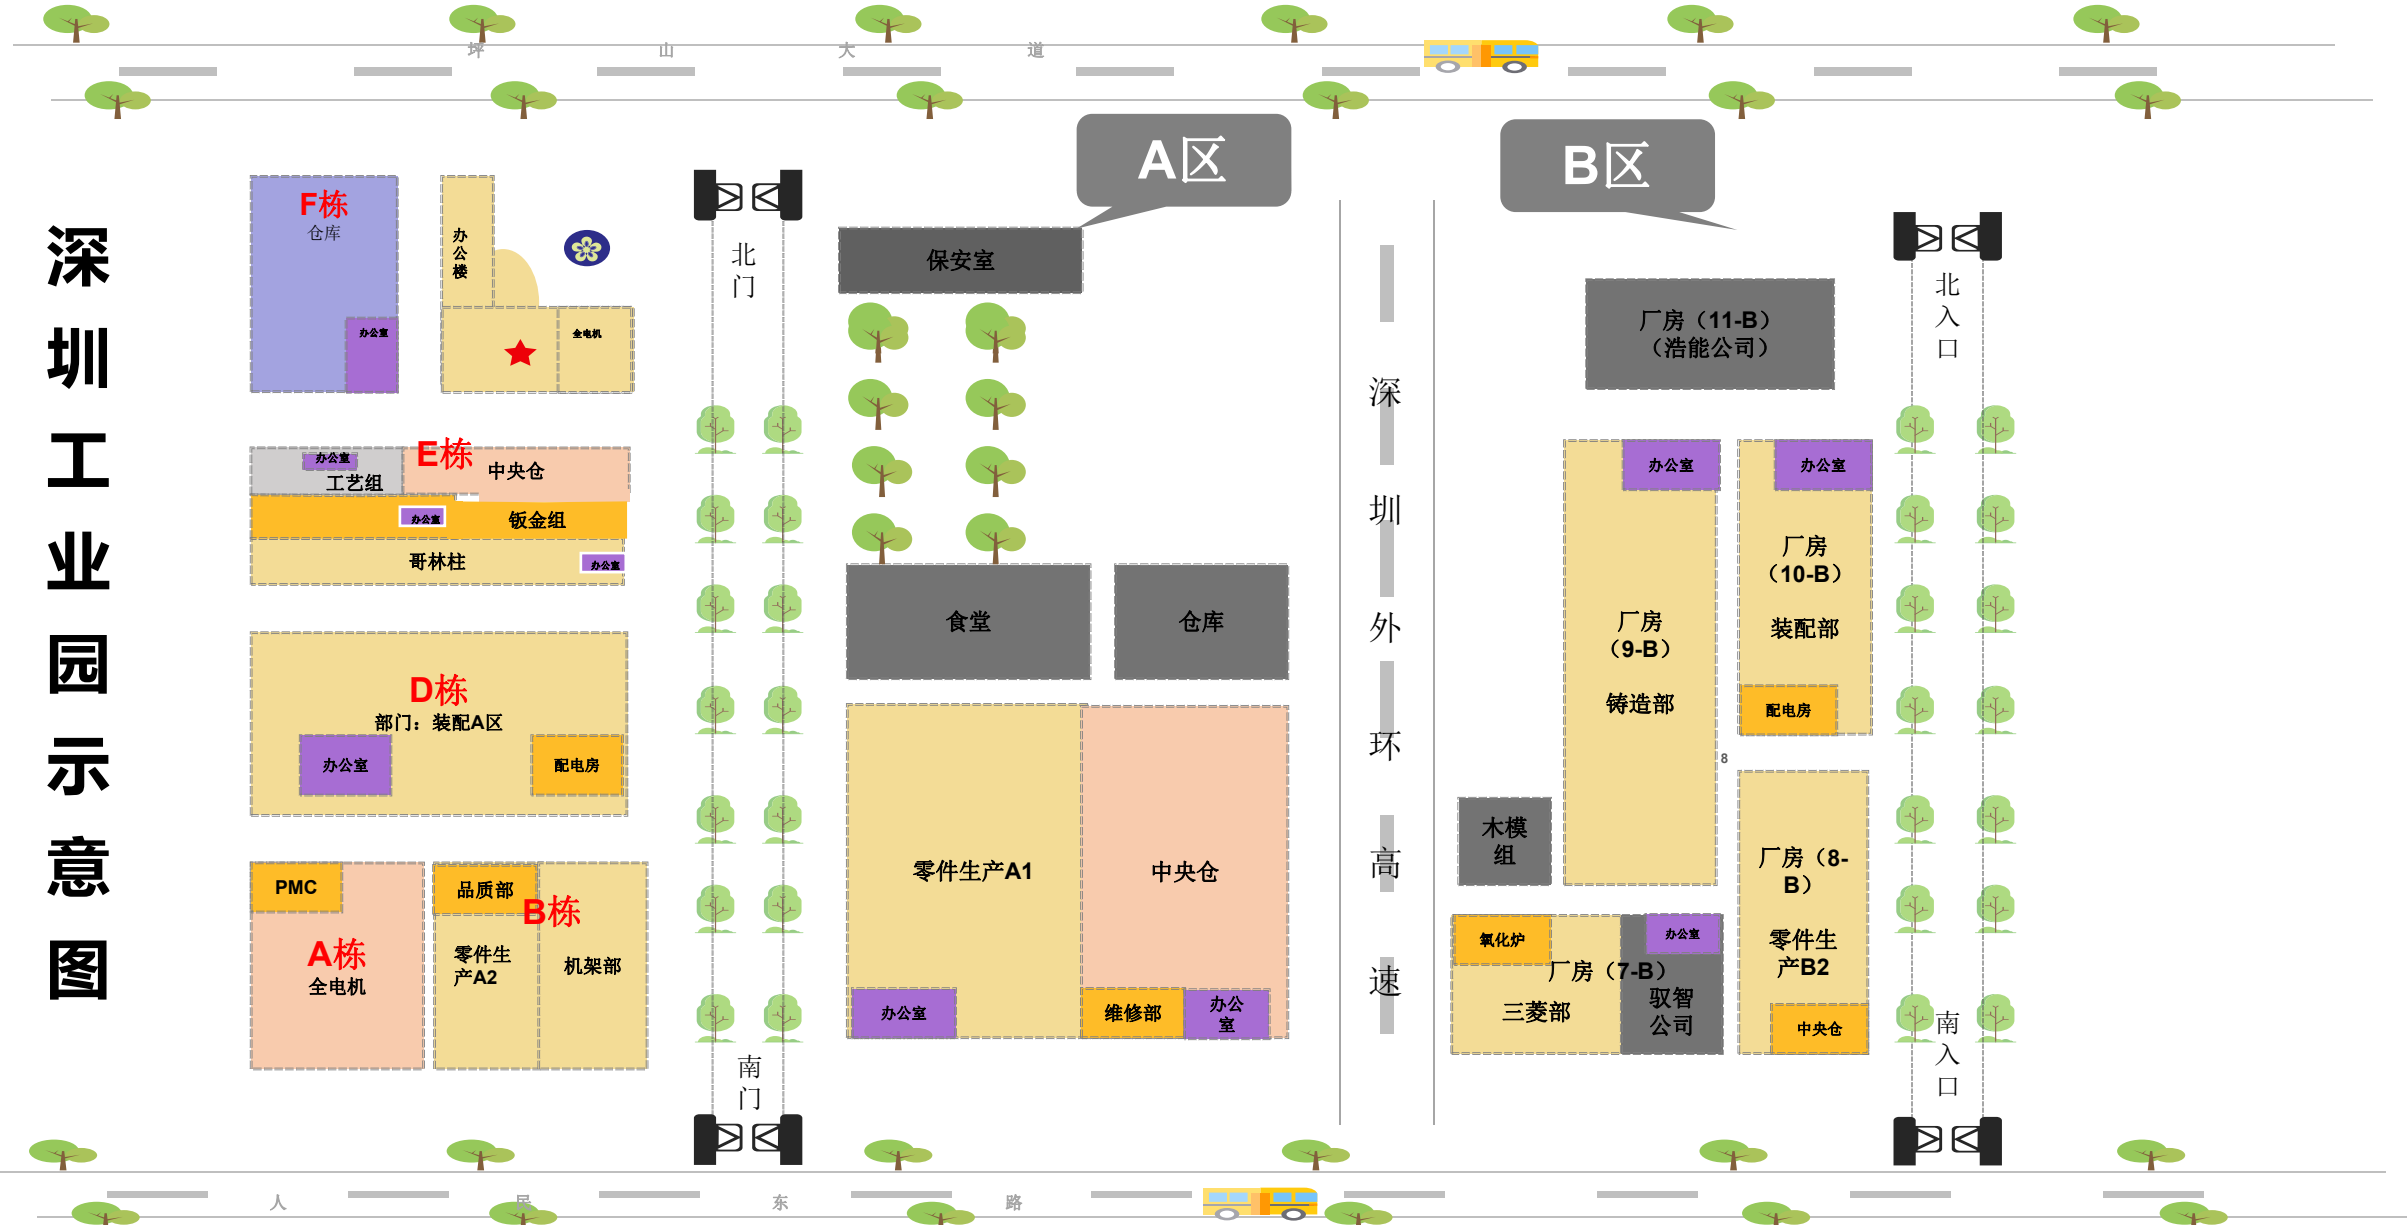 坪山大道
深圳工业园示意图
A区
B区
F栋
仓库
办公室
办公楼
全电机
北门
保安室
E栋
办公室
工艺组
中央仓
办公室
钣金组
哥林柱
办公室
D栋
部门：装配A区
办公室
配电房
PMC
A栋
全电机
品质部
B栋
零件生
产A2
机架部
南门
食堂
仓库
零件生产A1
中央仓
办公室
维修部
办公
室
深圳外环高速
厂房（11-B）
（浩能公司）
北入口
办公室
厂房
（9-B）
铸造部
办公室
厂房
（10-B）
装配部
配电房
8
木模
组
厂房（8-
B）
零件生
产B2
中央仓
氧化炉
办公室
厂房（7-B）
三菱部
驭智
公司
南入口
人民东路